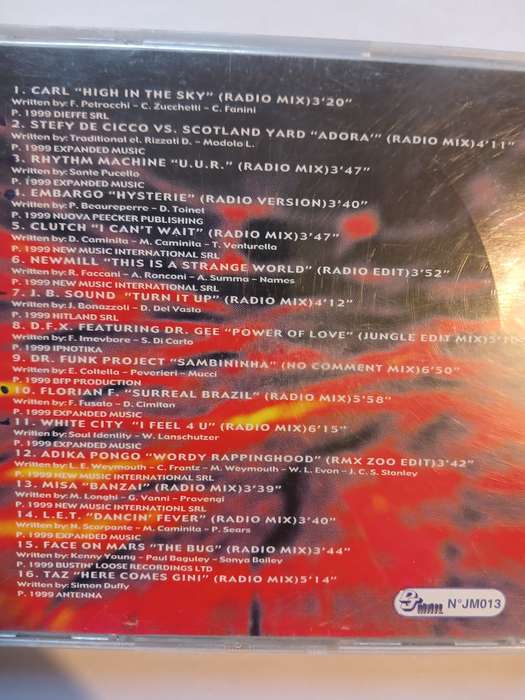 1. CARL "HIGH IN THE SKY" (RADIO MIX)3'20"
Written by: F. Petrocchi - C. Zucchetti - C. Fanini
P. 1999 DIEFFE SRL
2. STEFY DE CICCO VS. SCOTLAND YARD "ADORA'" (RADIO MIX)4'11"
Written by: Traditional el. Rizzati D. - Modolo L.
P. 1999 EXPANDED MUSIC
3. RHYTHM MACHINE "U.U.R." (RADIO MIX)3'47"
Written by: Sante Pucello
P. 1999 EXPANDED MUSIC
4. EMBARGO "HYSTERIE" (RADIO VERSION)3'40"
Written by: P. Beaureperre - D. Toinet
P. 1999 NUOVA PEECKER PUBLISHING
5. CLUTCH "I CAN'T WAIT" (RADIO MIX)3'47"
Written by: D. Caminita - M. Caminita - T. Venturella
P. 1999 NEW MUSIC INTERNATIONAL SRL
6. NEWMILL "THIS IS A STRANGE WORLD" (RADIO EDIT)3'52"
Written by: R. Faccani - A. Ronconi - A. Summa - Names
P. 1999 NEW MUSIC INTERNATIONAL SRL
7. J. B. SOUND "TURN IT UP" (RADIO MIX)4'12"
Written by: J. Bonazzoli - D. Del Vasto
P. 1999 HITLAND SRL
8. D.F.X. FEATURING DR. GEE "POWER OF LOVE" (JUNGLE EDIT MIX)
Written by: F. Imevbore - S. Di Carlo
P. 1999 IPNOTIKA
9. DR. FUNK PROJECT "SAMBININHA" (NO COMMENT MIX)6'50"
Written by: E. Coltella - Peverieri - Mucci
P. 1999 BFP PRODUCTION
10. FLORIAN F. "SURREAL BRAZIL" (RADIO MIX)5'58"
Written by: F. Fusato - D. Cimitan
P. 1999 EXPANDED MUSIC
11. WHITE CITY "I FEEL 4 U" (RADIO MIX)6'15"
Written by: Soul Identity - W. Lanschutzer
P. 1999 EXPANDED MUSIC
12. ADIKA PONGO "WORDY RAPPINGHOOD" (RMX ZOO EDIT)3'42"
Written by: L. E. Weymouth - C. Frantz - M. Weymouth - W. L. Evon - J. C. S. Stanley
P. 1999 NEW MUSIC INTERNATIONAL SRL
13. MISA "BANZAI" (RADIO MIX)3'39"
Written by: M. Longhi - G. Vanni - Provengi
P. 1999 NEW MUSIC INTERNATIONL SRL
14. L.E.T. "DANCIN' FEVER" (RADIO MIX)3'40"
Written by: N. Scarpante - M. Caminita - P. Sears
P. 1999 EXPANDED MUSIC
15. FACE ON MARS "THE BUG" (RADIO MIX)3'44"
Written by: Kenny Young - Paul Baguley - Sonya Bailey
P. 1999 BUSTIN' LOOSE RECORDINGS LTD
16. TAZ "HERE COMES GINI" (RADIO MIX)5'14"
Written by: Simon Duffy
P. 1999 ANTENNA
N°JM013